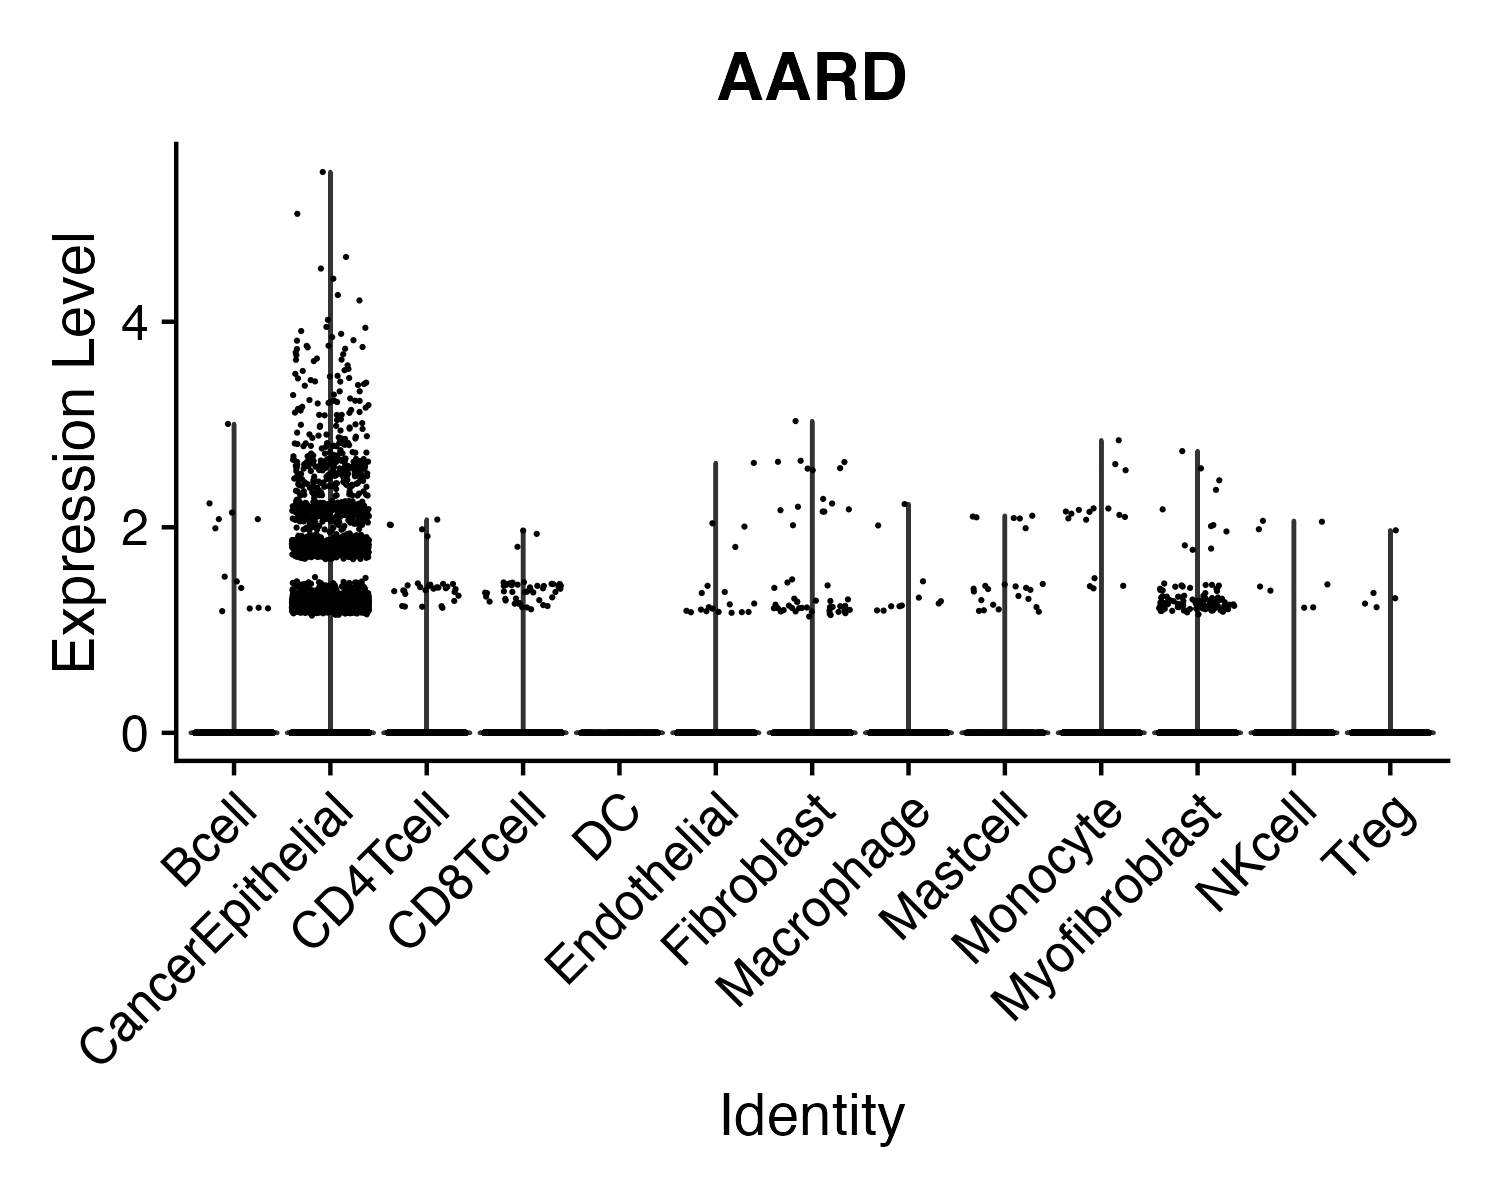 AARD
Expression Level
4
2
0
Bcell
CancerEpithelial
CD4Tcell
CD8Tcell
DC
Endothelial
Fibroblast
Macrophage
Mastcell
Monocyte
Myofibroblast
NKcell
Treg
Identity